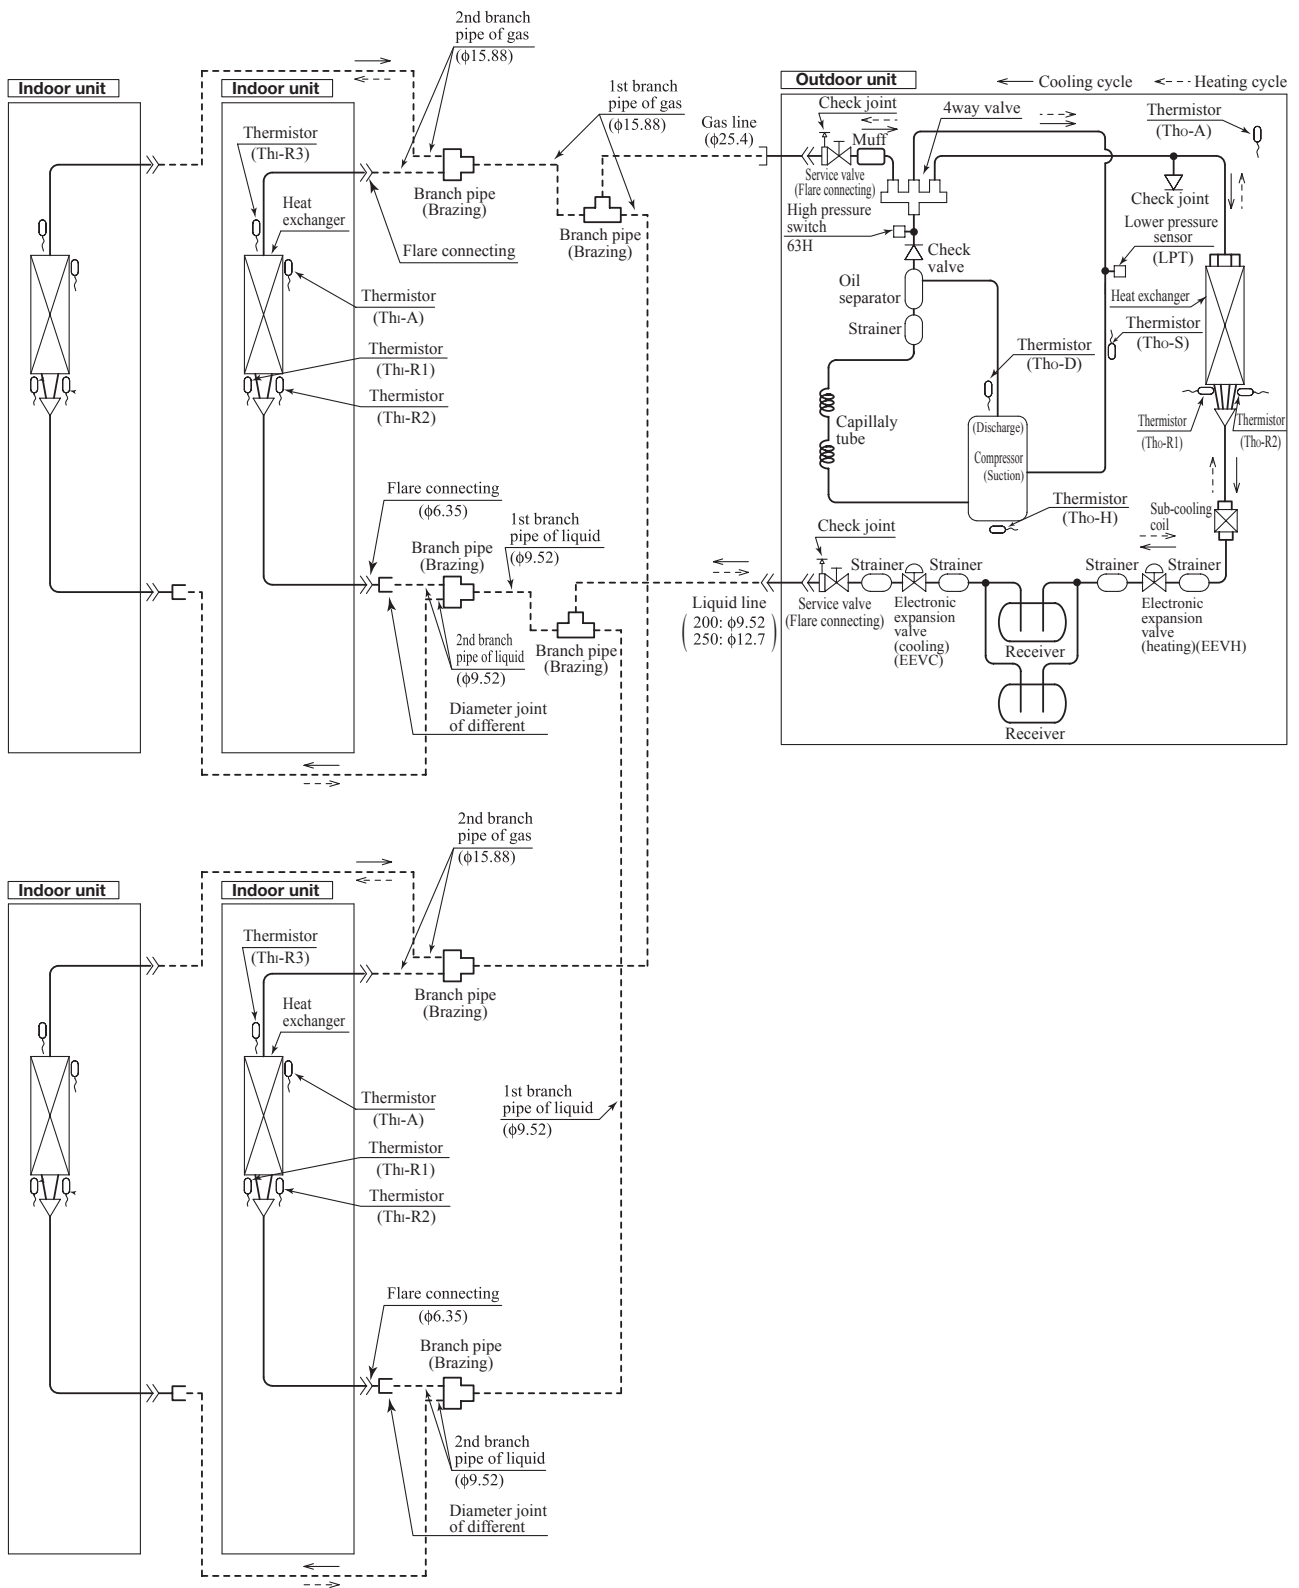 2nd branch
pipe of gas
(ϕ15.88)
Indoor unit
Indoor unit
Thermistor
(ThI-R3)
Heat
exchanger
Branch pipe
(Brazing)
Flare connecting
Thermistor
(ThI-A)
Thermistor
(ThI-R1)
Thermistor
(ThI-R2)
1st branch
pipe of gas
(ϕ15.88)
Branch pipe
(Brazing)
Gas line
(ϕ25.4)
Outdoor unit
Cooling cycle
Heating cycle
Check joint
4way valve
Thermistor
(ThO-A)
Muff
Service valve
(Flare connecting)
Check joint
High pressure
switch
63H
Lower pressure
sensor
(LPT)
Check
valve
Oil
separator
Heat exchanger
Strainer
Thermistor
(ThO-S)
Thermistor
(ThO-D)
Capillaly
tube
(Discharge)
Compressor
(Suction)
Thermistor
(ThO-R1)
Thermistor
(ThO-R2)
Thermistor
(ThO-H)
Sub-cooling
coil
Flare connecting
(ϕ6.35)
1st branch
pipe of liquid
(ϕ9.52)
Branch pipe
(Brazing)
2nd branch
pipe of liquid
(ϕ9.52)
Branch pipe
(Brazing)
Diameter joint
of different
Liquid line
200: ϕ9.52
250: ϕ12.7
Check joint
Service valve
(Flare connecting)
Strainer
Strainer
Electronic
expansion
valve
(cooling)
(EEVC)
Receiver
Receiver
Strainer
Strainer
Electronic
expansion
valve
(heating)(EEVH)
2nd branch
pipe of gas
(ϕ15.88)
Indoor unit
Indoor unit
Thermistor
(ThI-R3)
Heat
exchanger
Branch pipe
(Brazing)
Thermistor
(ThI-A)
1st branch
pipe of liquid
(ϕ9.52)
Thermistor
(ThI-R1)
Thermistor
(ThI-R2)
Flare connecting
(ϕ6.35)
Branch pipe
(Brazing)
2nd branch
pipe of liquid
(ϕ9.52)
Diameter joint
of different